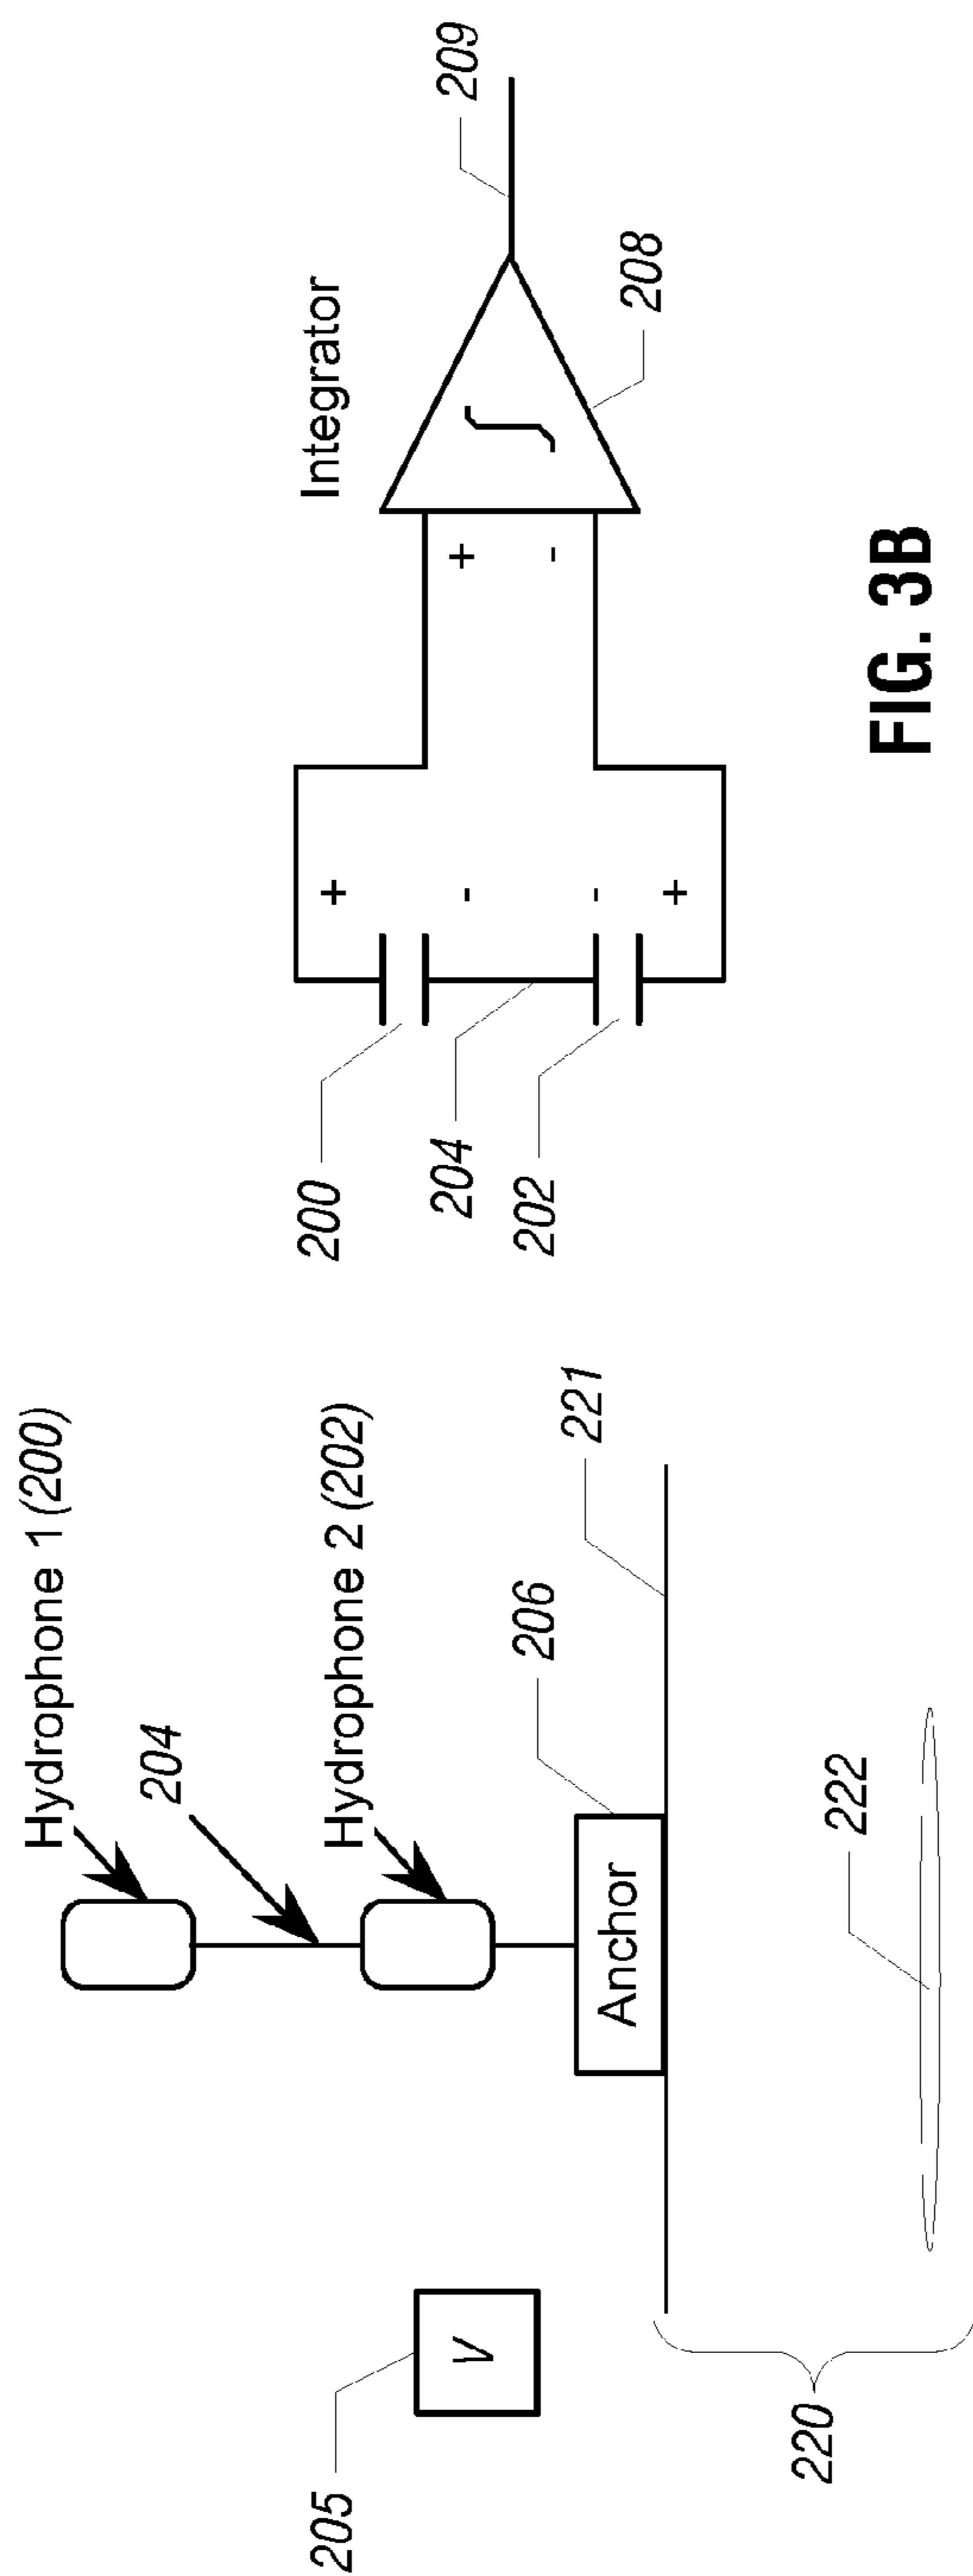 Hydrophone 1 (200)
204
Hydrophone 2 (202)
205
V
206
Anchor
221
220
222
Integrator
209
200
+
+
-
204
-
-
202
+
208
FIG. 3B